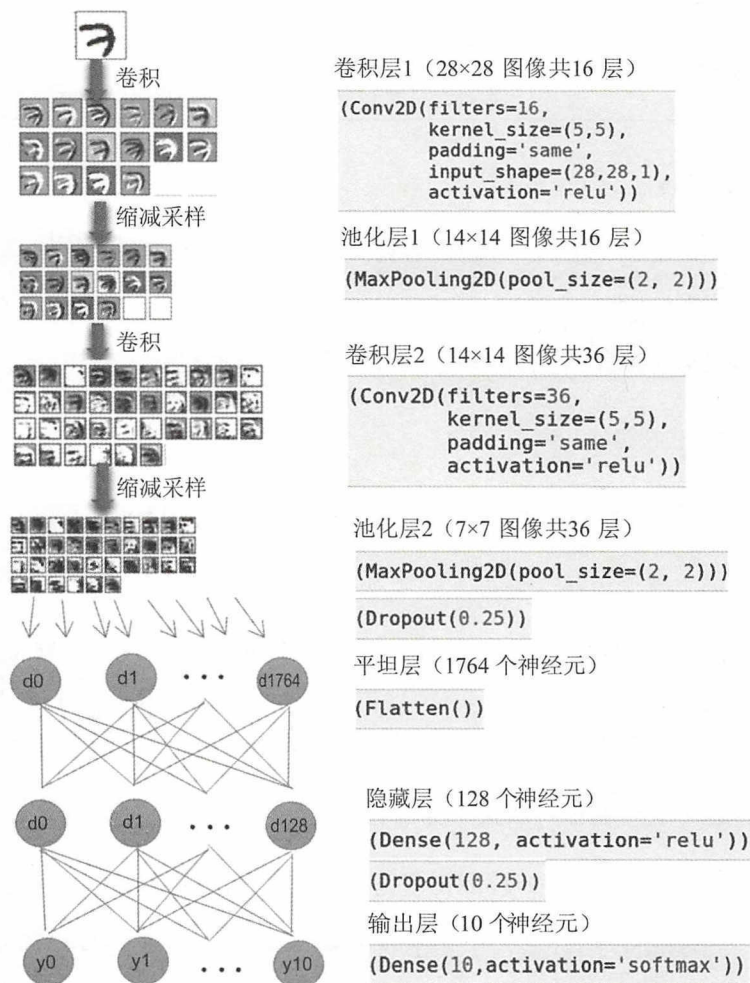 卷积
卷积层1（28×28 图像共16 层）
(Conv2D(filters=16,
kernel_size=(5,5),
padding='same',
input_shape=(28,28,1),
activation='relu'))
缩减采样
池化层1（14×14 图像共16 层）
(MaxPooling2D(pool_size=(2, 2)))
卷积
卷积层2（14×14 图像共36 层）
(Conv2D(filters=36,
kernel_size=(5,5),
padding='same',
activation='relu'))
缩减采样
池化层2（7×7 图像共36 层）
(MaxPooling2D(pool_size=(2, 2)))
(Dropout(0.25))
平坦层（1764 个神经元）
d0 d1 ··· d1764
(Flatten())
隐藏层（128 个神经元）
d0 d1 ··· d128
(Dense(128, activation='relu'))
(Dropout(0.25))
输出层（10 个神经元）
y0 y1 ··· y10
(Dense(10,activation='softmax'))